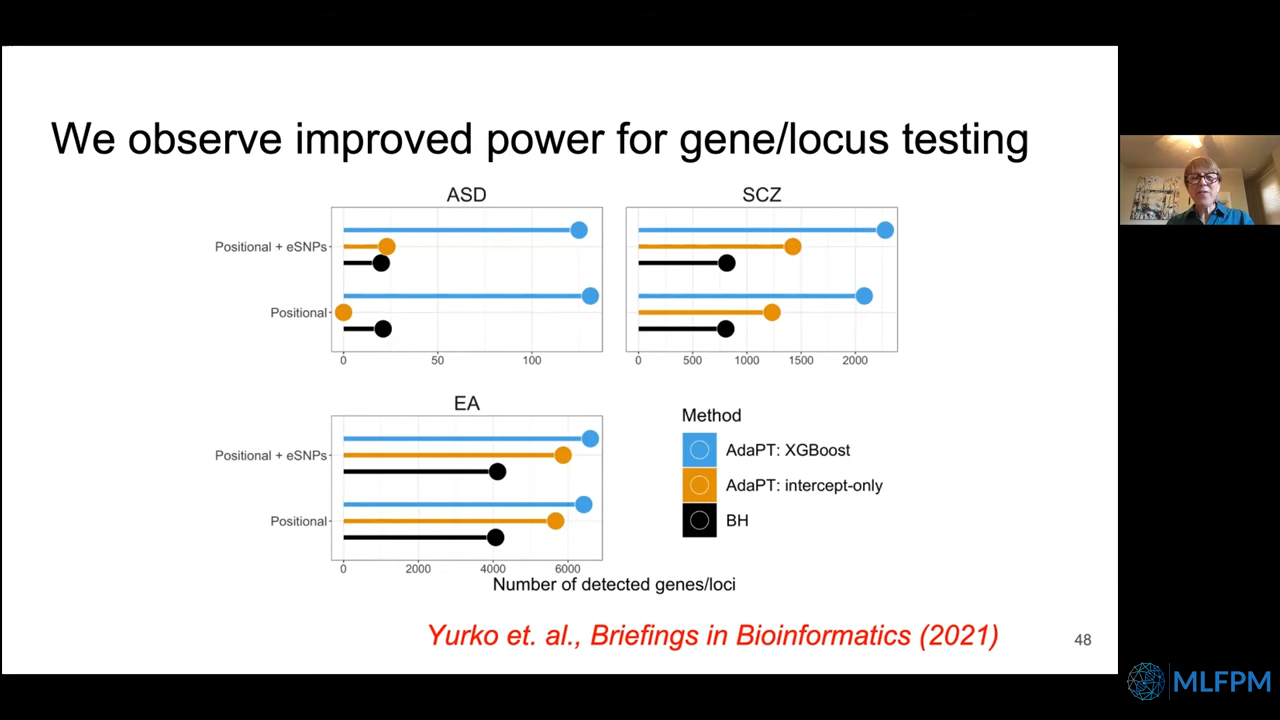 We observe improved power for gene/locus testing
ASD
Positional + eSNPs
Positional
0 50 100
SCZ
0 500 1000 1500 2000
EA
Positional + eSNPs
Positional
0 2000 4000 6000
Number of detected genes/loci
Method
AdaPT: XGBoost
AdaPT: intercept-only
BH
Yurko et. al., Briefings in Bioinformatics (2021)
48
MLFPM